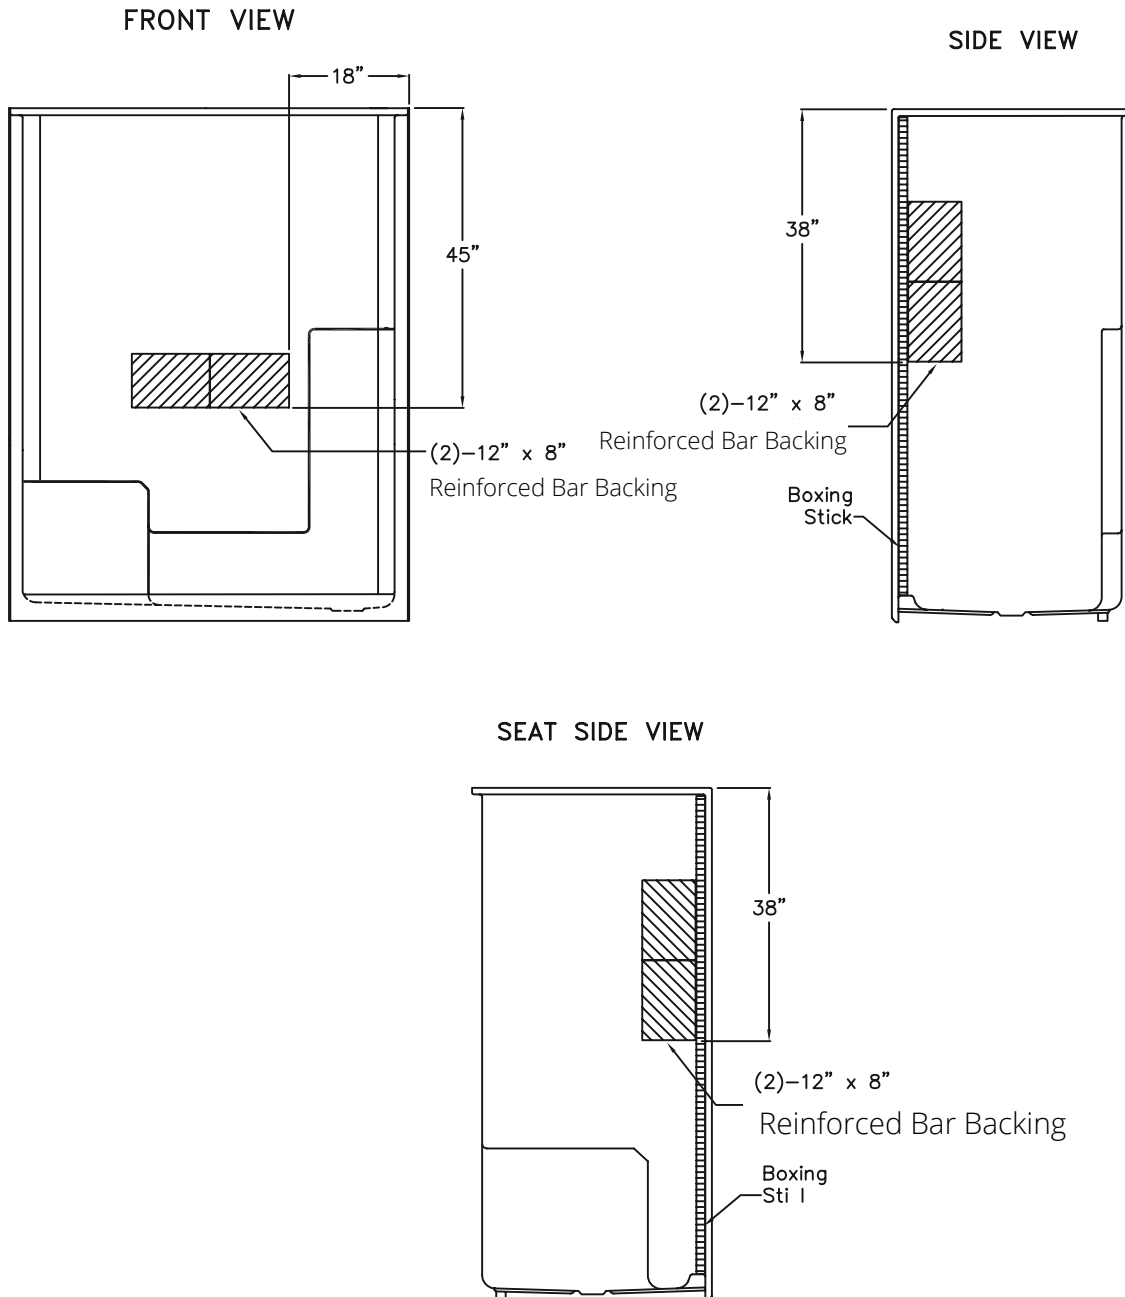 FRONT VIEW
SIDE VIEW
18"
38"
45"
(2)-12" x 8"
Reinforced Bar Backing
(2)-12" x 8"
Reinforced Bar Backing
Boxing
Stick
SEAT SIDE VIEW
38"
(2)-12" x 8"
Reinforced Bar Backing
Boxing
Sti l